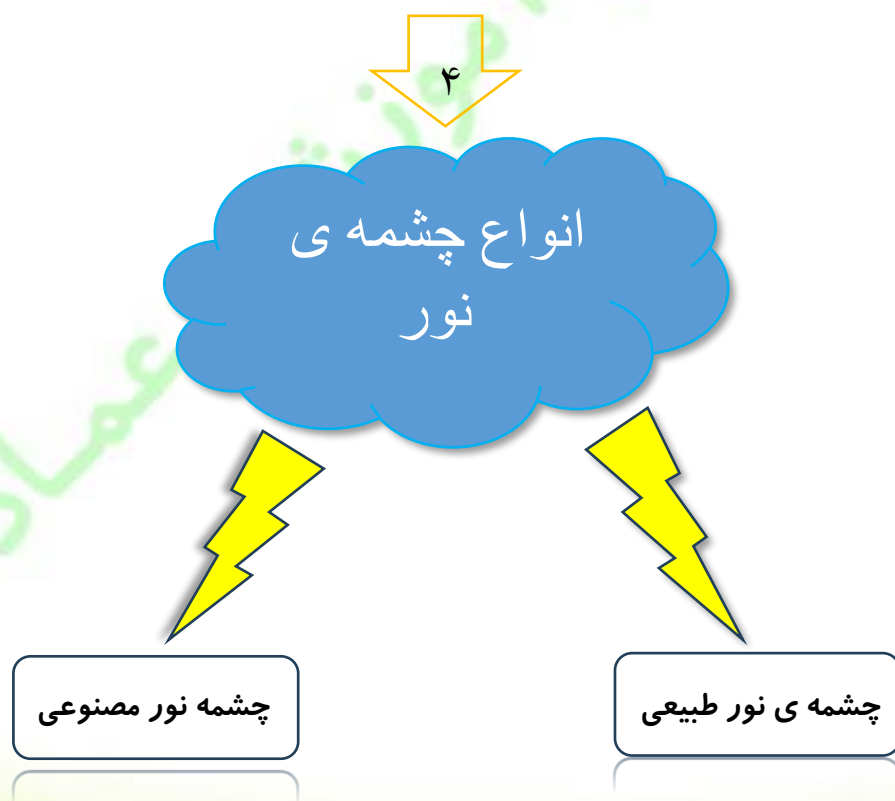 ۴
انواع چشمه ی
نور
چشمه ی نور طبیعی
چشمه نور مصنوعی